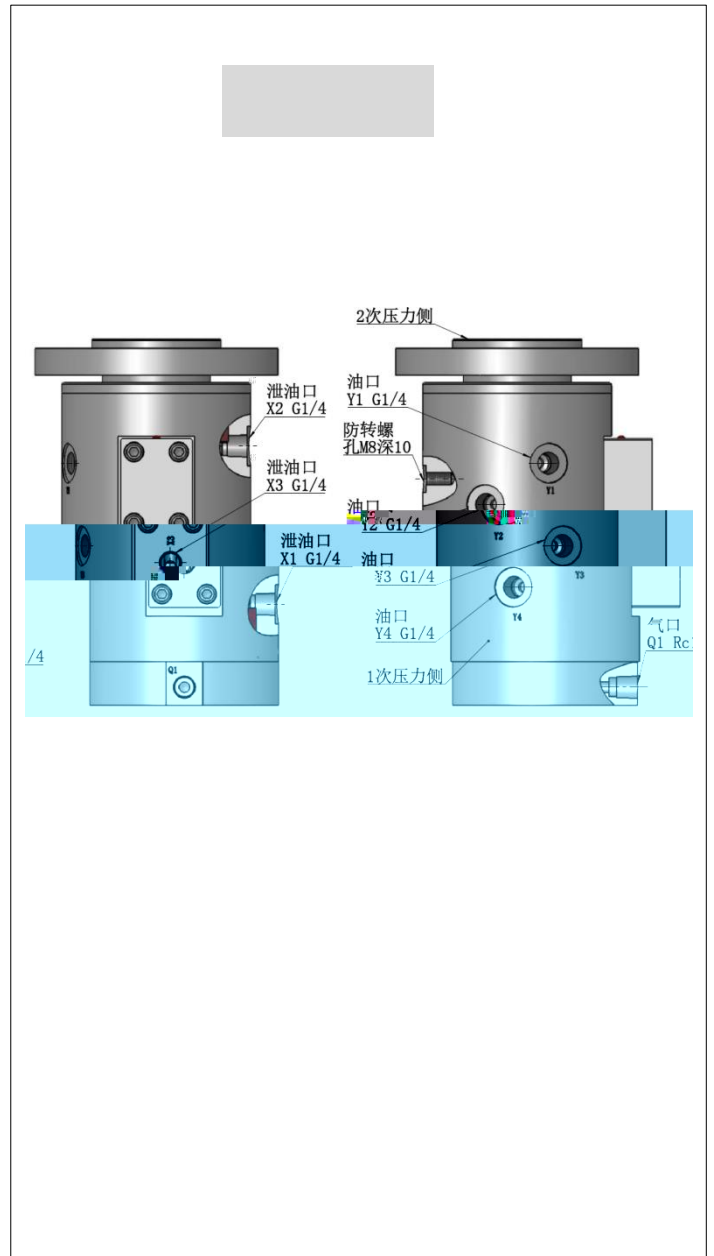 2次压力侧
泄油口
X2 G1/4
泄油口
X3 G1/4
泄油口
X1 G1/4
Q1
/4
油口
Y1 G1/4
防转螺
孔M8深10
油口
Y2 G1/4
油口
Y3 G1/4
油口
Y4 G1/4
1次压力侧
Y1
Y2
Y3
Y4
气口
Q1 Rc